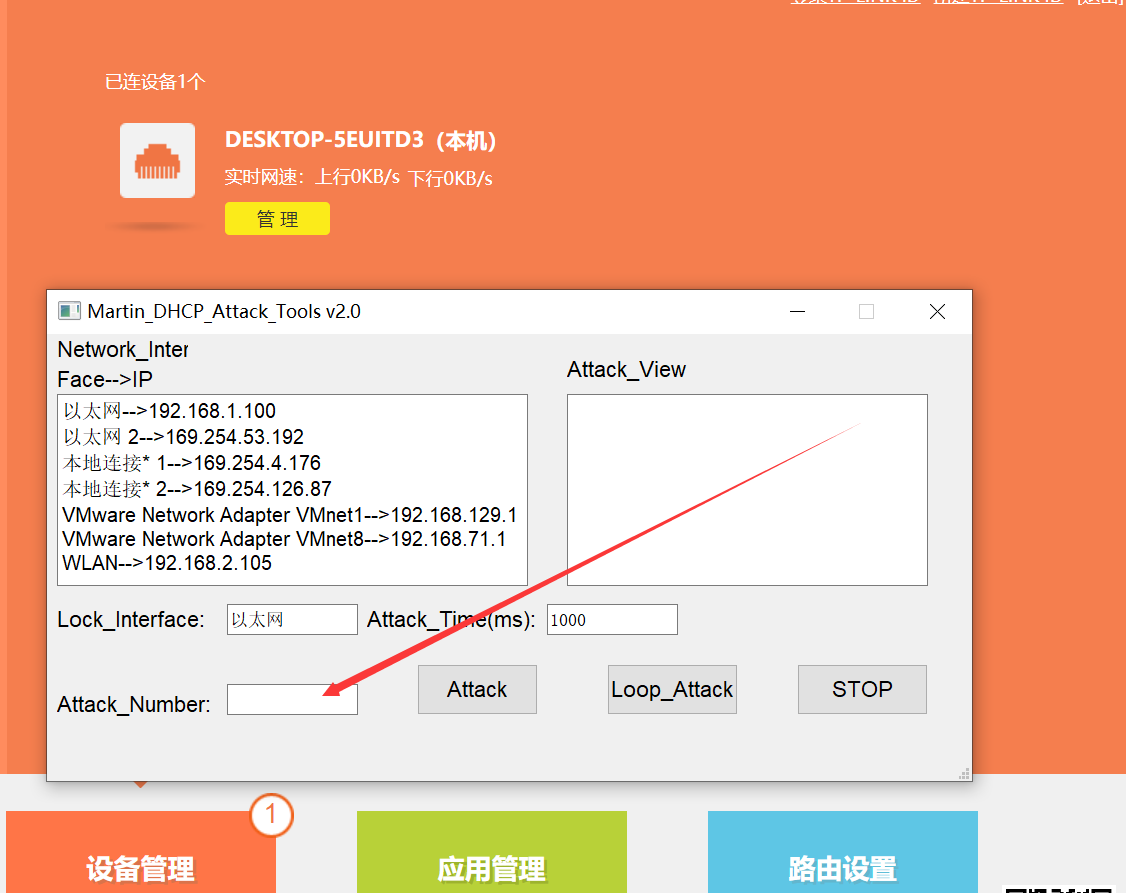 已连设备1个
DESKTOP-5EUITD3（本机）
实时网速：上行0KB/s 下行0KB/s
管 理
Martin_DHCP_Attack_Tools v2.0
Network_Inter
Face-->IP
Attack_View
以太网-->192.168.1.100
以太网 2-->169.254.53.192
本地连接* 1-->169.254.4.176
本地连接* 2-->169.254.126.87
VMware Network Adapter VMnet1-->192.168.129.1
VMware Network Adapter VMnet8-->192.168.71.1
WLAN-->192.168.2.105
Lock_Interface: 以太网 Attack_Time(ms): 1000
Attack_Number: Attack Loop_Attack STOP
1
设备管理 应用管理 路由设置